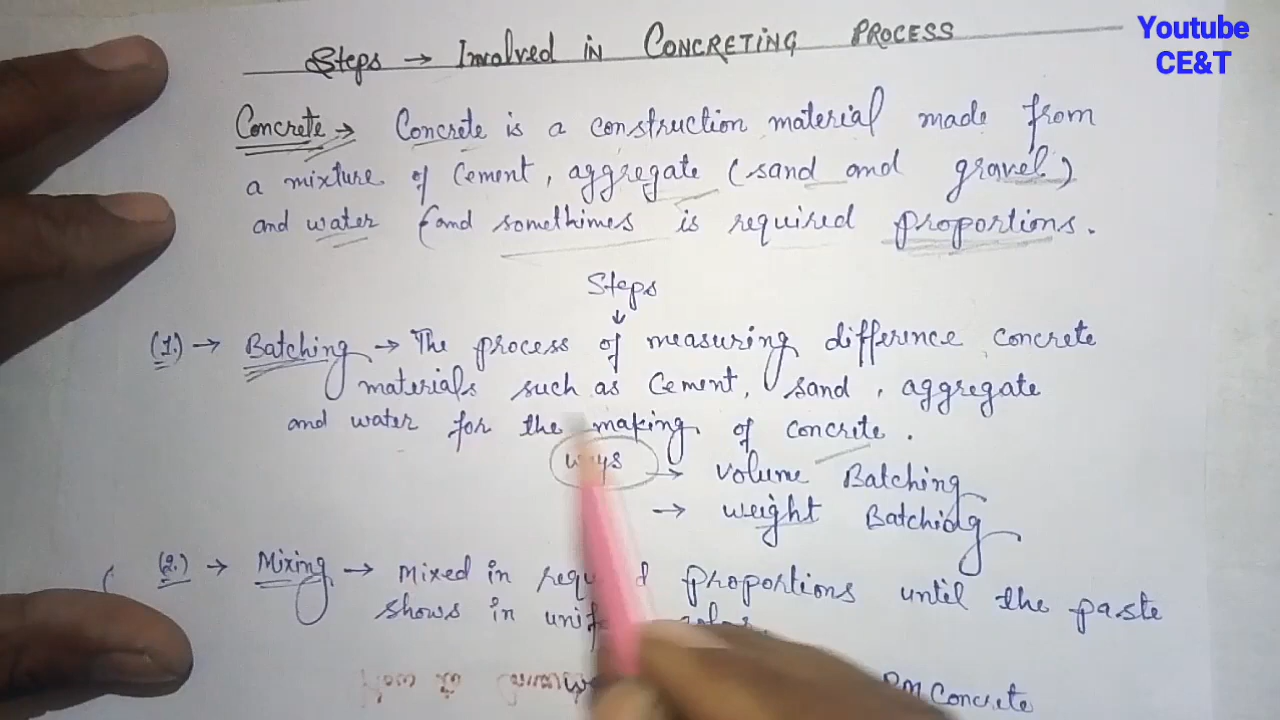 Youtube
CE&T
Steps → Involved in CONCRETING PROCESS
Concrete → Concrete is a construction material made from
a mixture of Cement, aggregate (sand and gravel)
and water (and somethimes is required proportions.
Steps
↓
(1.) → Batching → The process of measuring difference concrete
materials such as Cement, sand, aggregate
and water for the making of concrete.
ways → volume Batching
→ weight Batching
(2.) → Mixing → Mixed in proportions until the paste
shows in
Concrete